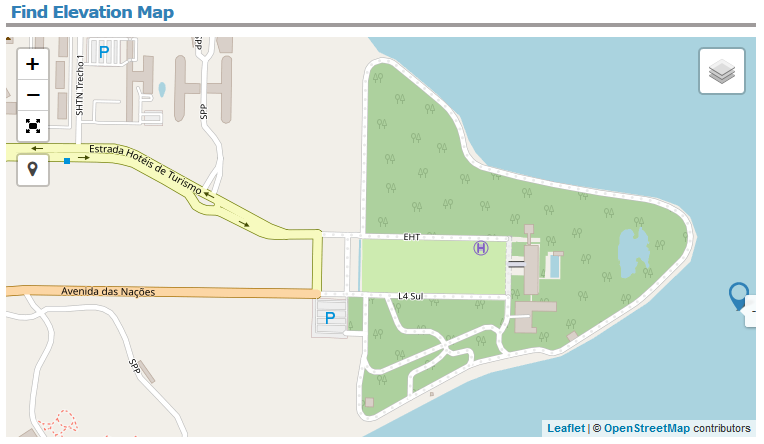 Find Elevation Map
P
SPP
SHTN Trecho 1
SPP
+
−
Estrada Hotéis de Turismo
EHT
H
Avenida das Nações
L4 Sul
P
SPP
Leaflet | © OpenStreetMap contributors